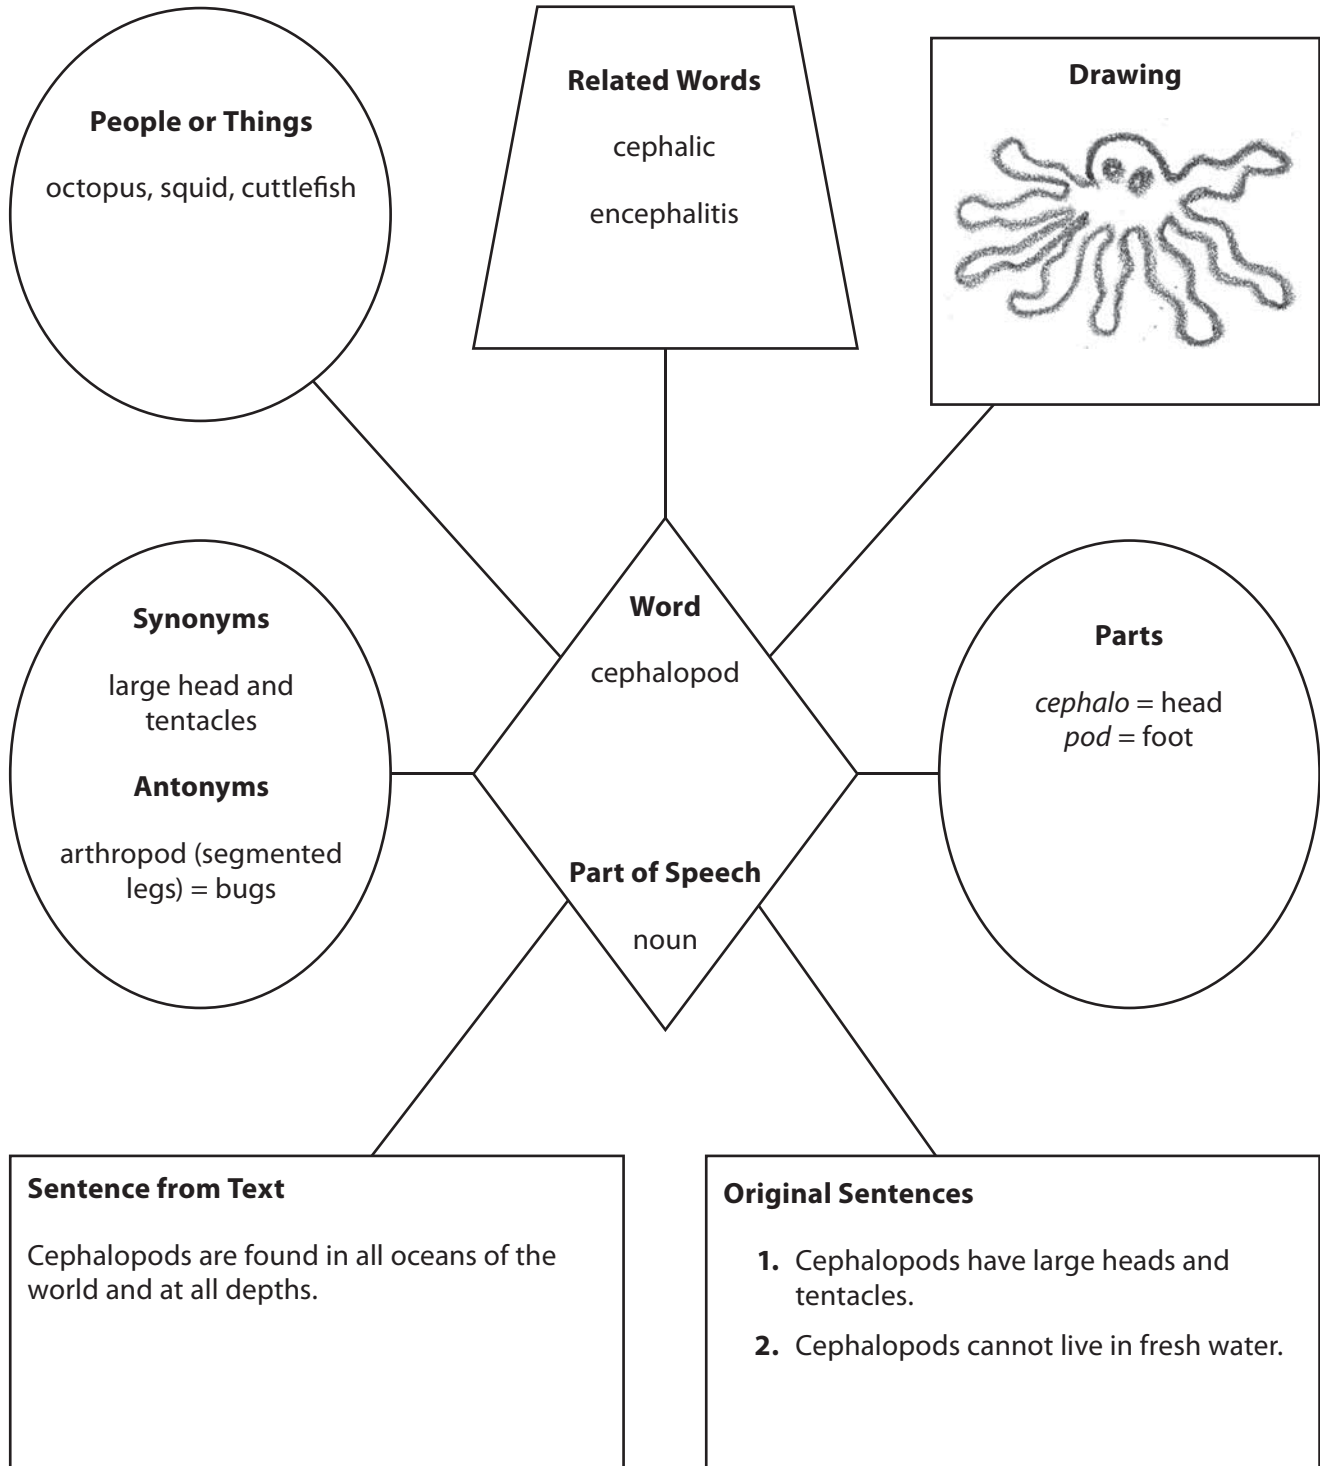 People or Things
octopus, squid, cuttlefish
Related Words
cephalic
encephalitis
Drawing
Synonyms
large head and
tentacles
Antonyms
arthropod (segmented
legs) = bugs
Word
cephalopod
Part of Speech
noun
Parts
cephalo = head
pod = foot
Sentence from Text
Cephalopods are found in all oceans of the
world and at all depths.
Original Sentences
1. Cephalopods have large heads and
tentacles.
2. Cephalopods cannot live in fresh water.